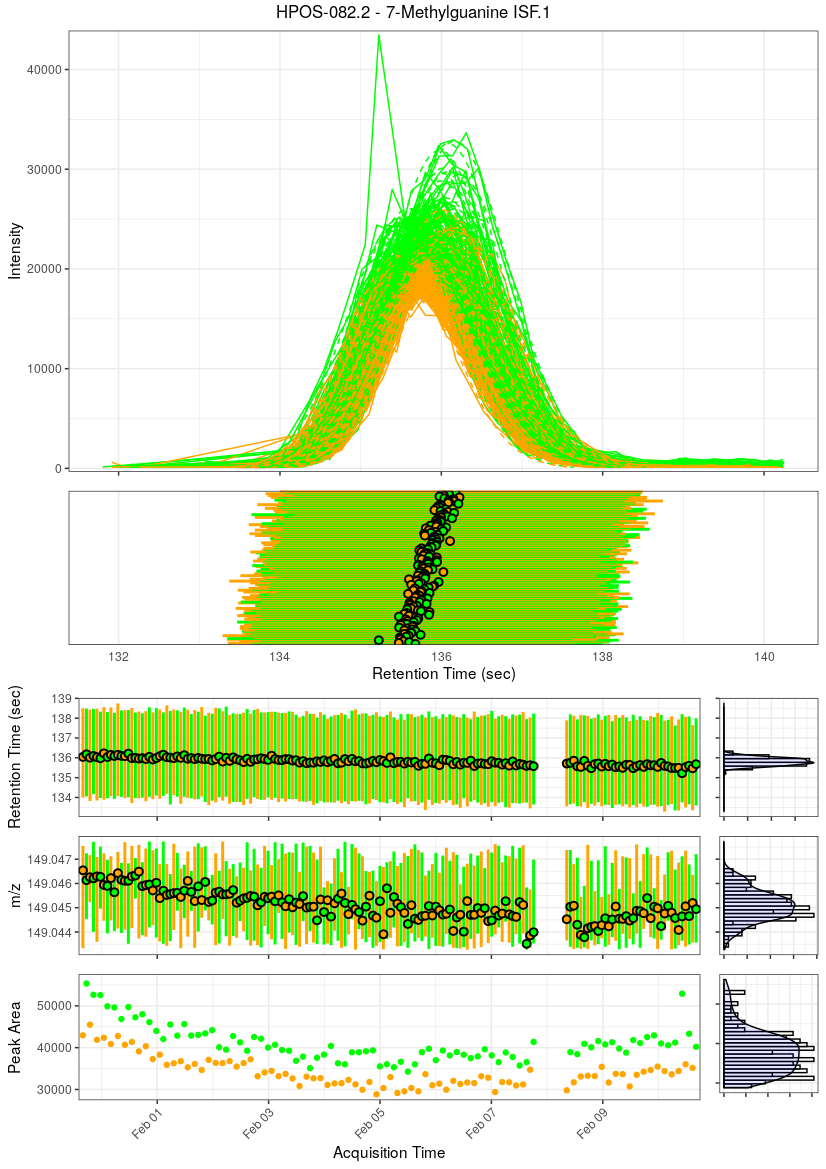 HPOS-082.2 - 7-Methylguanine ISF.1
40000
30000
20000
10000
0
Intensity
132
134
136
138
140
Retention Time (sec)
139
138
137
136
135
134
Retention Time (sec)
149.047
149.046
149.045
149.044
m/z
50000
40000
30000
Peak Area
Feb 01
Feb 03
Feb 05
Feb 07
Feb 09
Acquisition Time